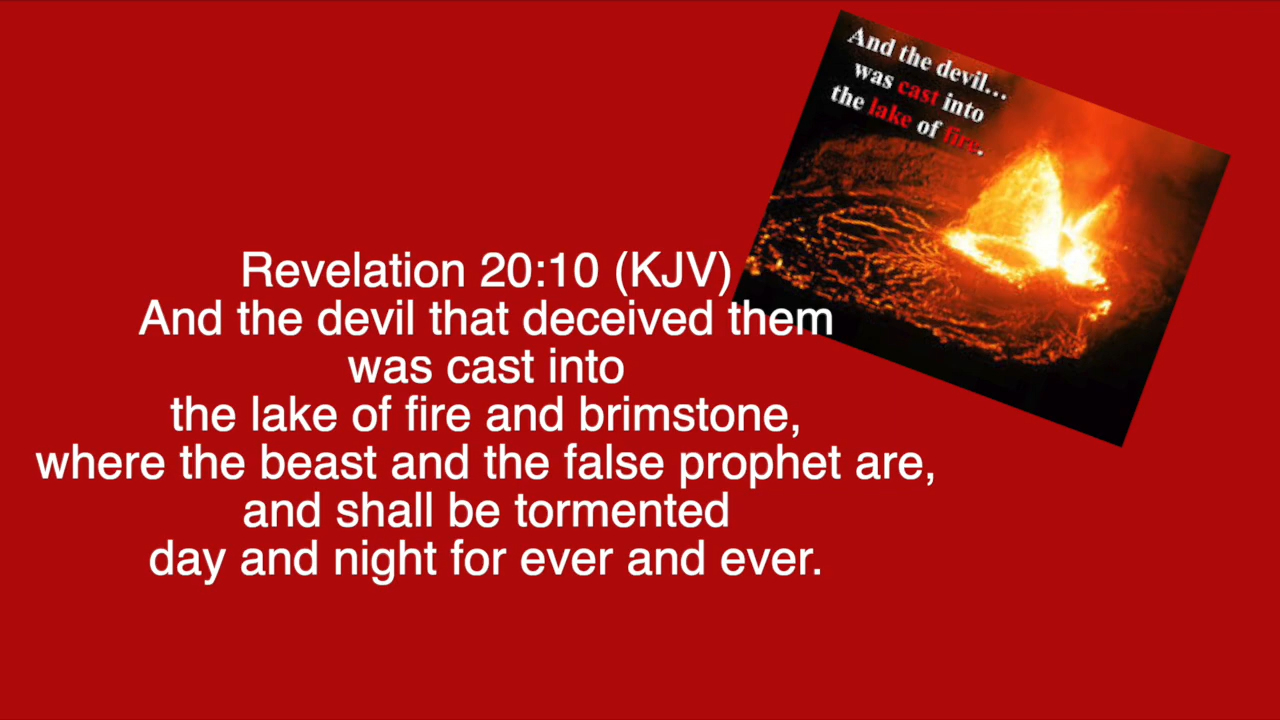 And the devil...
was cast into
the lake of fire.
Revelation 20:10 (KJV)
And the devil that deceived them
was cast into
the lake of fire and brimstone,
where the beast and the false prophet are,
and shall be tormented
day and night for ever and ever.